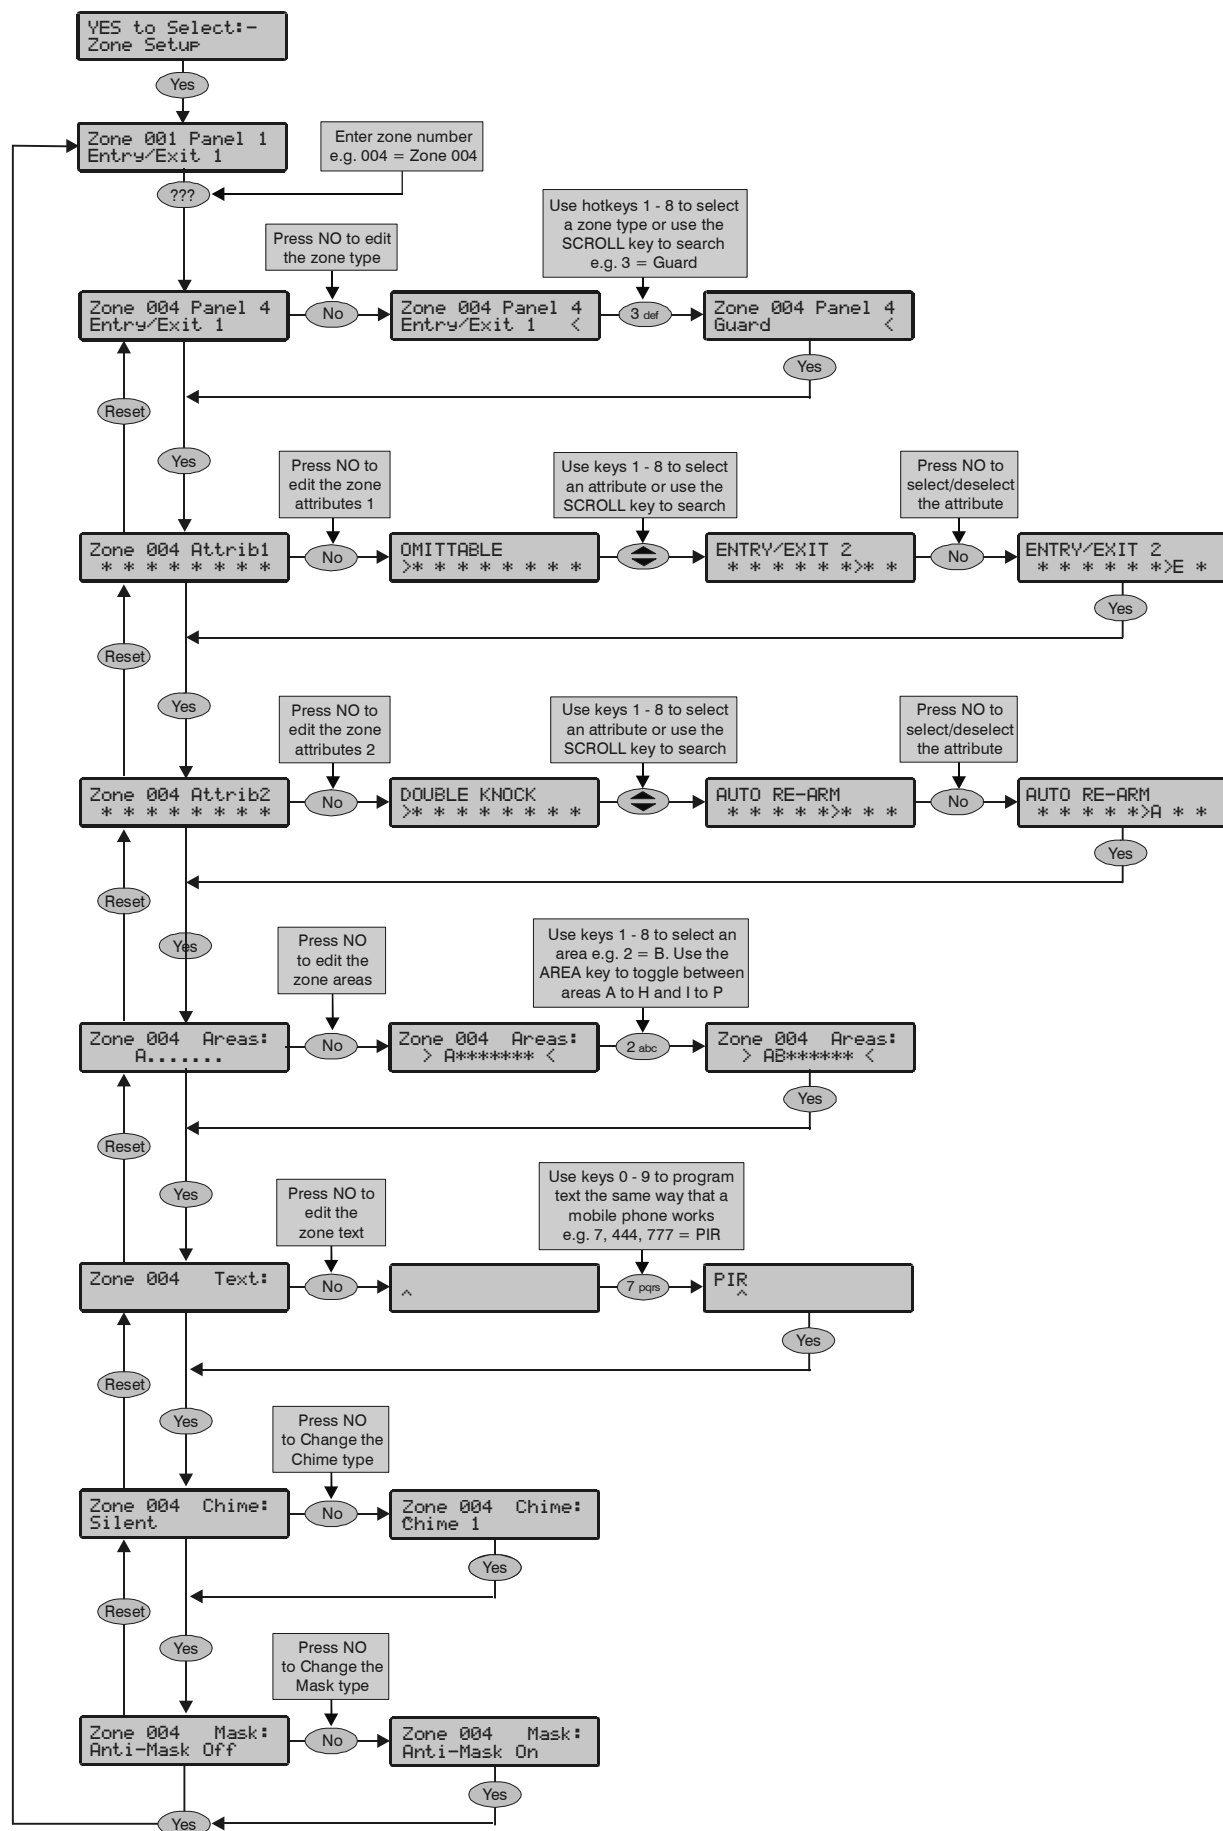 YES to Select:-
Zone Setup
Yes
Zone 001 Panel 1
Entry/Exit 1
Enter zone number
e.g. 004 = Zone 004
???
Use hotkeys 1 - 8 to select
a zone type or use the
SCROLL key to search
e.g. 3 = Guard
Press NO to edit
the zone type
Zone 004 Panel 4
Entry/Exit 1
No
Zone 004 Panel 4
Entry/Exit 1 <
3 def
Zone 004 Panel 4
Guard <
Yes
Reset
Yes
Press NO to
edit the zone
attributes 1
Use keys 1 - 8 to select
an attribute or use the
SCROLL key to search
Press NO to
select/deselect
the attribute
Zone 004 Attrib1
* * * * * * * *
No
OMITTABLE
>* * * * * * * *
ENTRY/EXIT 2
* * * * * *>* *
No
ENTRY/EXIT 2
* * * * * *>E *
Yes
Reset
Yes
Press NO to
edit the zone
attributes 2
Use keys 1 - 8 to select
an attribute or use the
SCROLL key to search
Press NO to
select/deselect
the attribute
Zone 004 Attrib2
* * * * * * * *
No
DOUBLE KNOCK
>* * * * * * * *
AUTO RE-ARM
* * * * *>* * *
No
AUTO RE-ARM
* * * * *>A * *
Yes
Reset
Yes
Press NO
to edit the
zone areas
Use keys 1 - 8 to select an
area e.g. 2 = B. Use the
AREA key to toggle between
areas A to H and I to P
Zone 004 Areas:
A.......
No
Zone 004 Areas:
> A******* <
2 abc
Zone 004 Areas:
> AB****** <
Yes
Reset
Yes
Press NO to
edit the
zone text
Use keys 0 - 9 to program
text the same way that a
mobile phone works
e.g. 7, 444, 777 = PIR
Zone 004 Text:
No
^
7 pqrs
PIR
^
Yes
Reset
Yes
Press NO
to Change the
Chime type
Zone 004 Chime:
Silent
No
Zone 004 Chime:
Chime 1
Yes
Reset
Yes
Press NO
to Change the
Mask type
Zone 004 Mask:
Anti-Mask Off
No
Zone 004 Mask:
Anti-Mask On
Yes
Yes